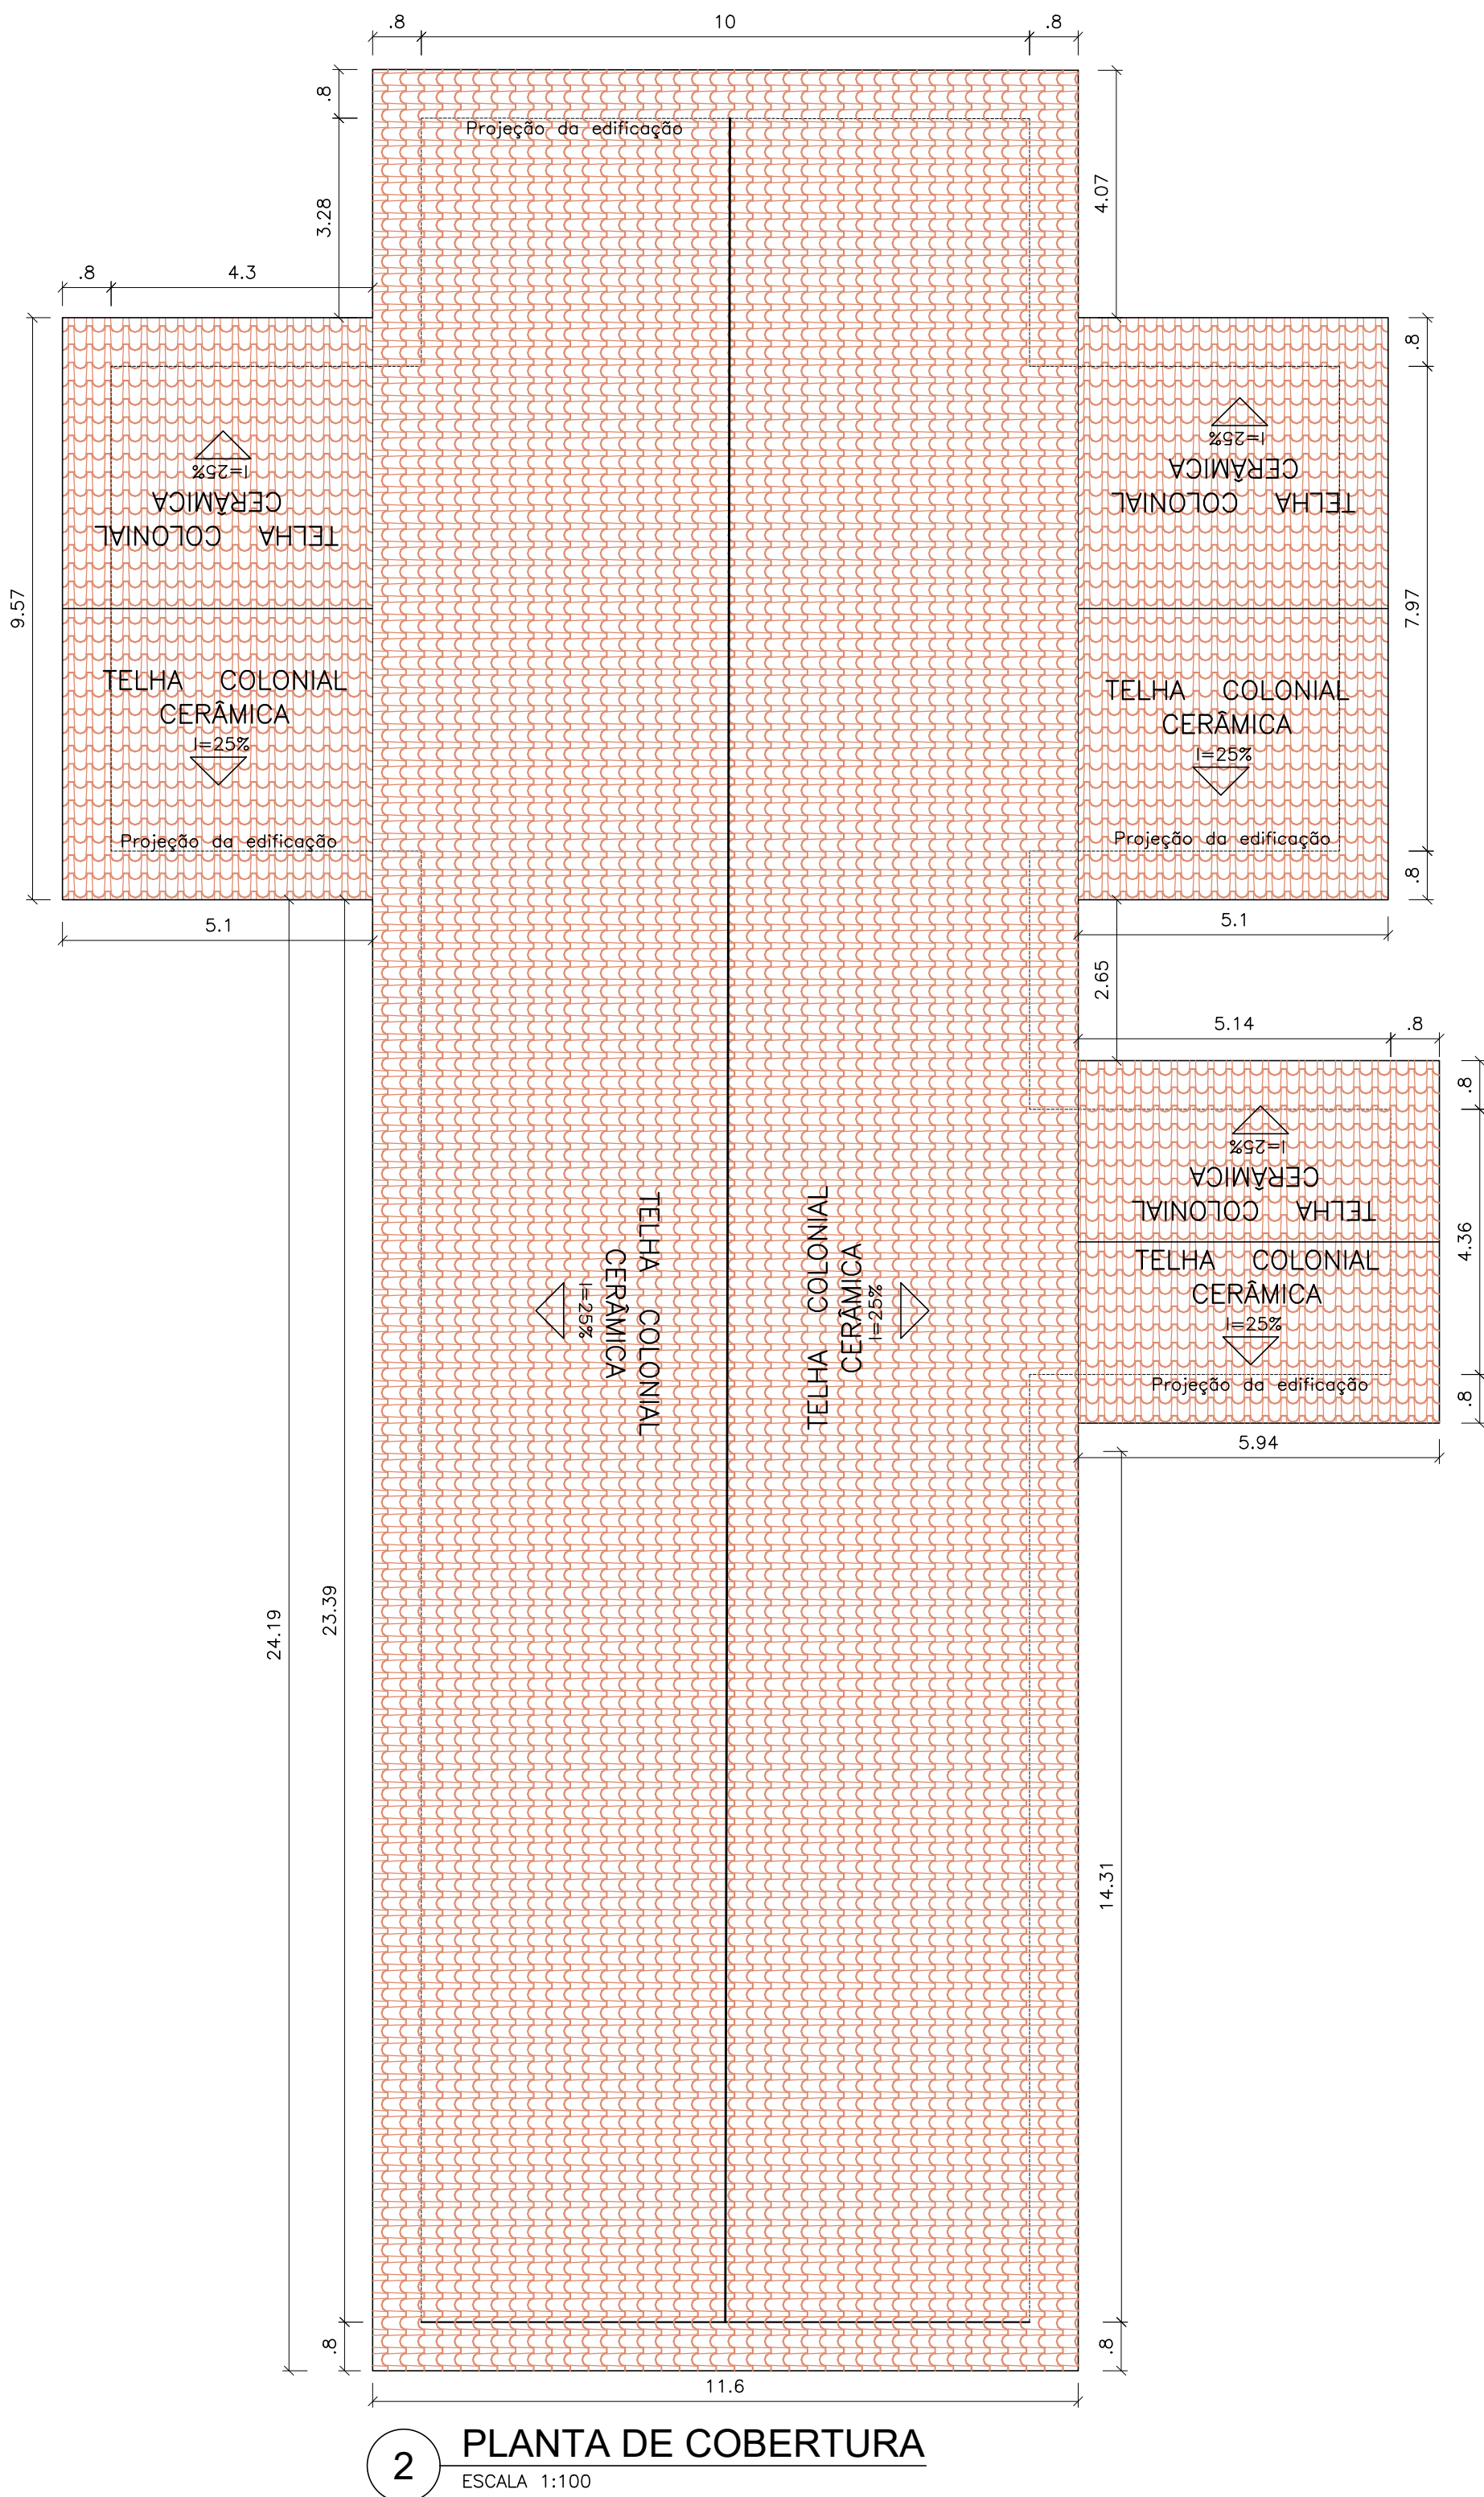 .8
10
.8
.8
Projeção da edificação
3.28
4.07
.8
4.3
.8
9.57
I=25%
CERÂMICA
TELHA COLONIAL
I=25%
CERÂMICA
TELHA COLONIAL
7.97
TELHA COLONIAL
CERÂMICA
I=25%
TELHA COLONIAL
CERÂMICA
I=25%
Projeção da edificação
Projeção da edificação
.8
5.1
5.1
2.65
5.14
.8
.8
I=25%
CERÂMICA
TELHA COLONIAL
4.36
TELHA COLONIAL
CERÂMICA
I=25%
TELHA COLONIAL
CERÂMICA
I=25%
TELHA COLONIAL
CERÂMICA
I=25%
Projeção da edificação
.8
5.94
24.19
23.39
14.31
.8
.8
11.6
2
PLANTA DE COBERTURA
ESCALA 1:100